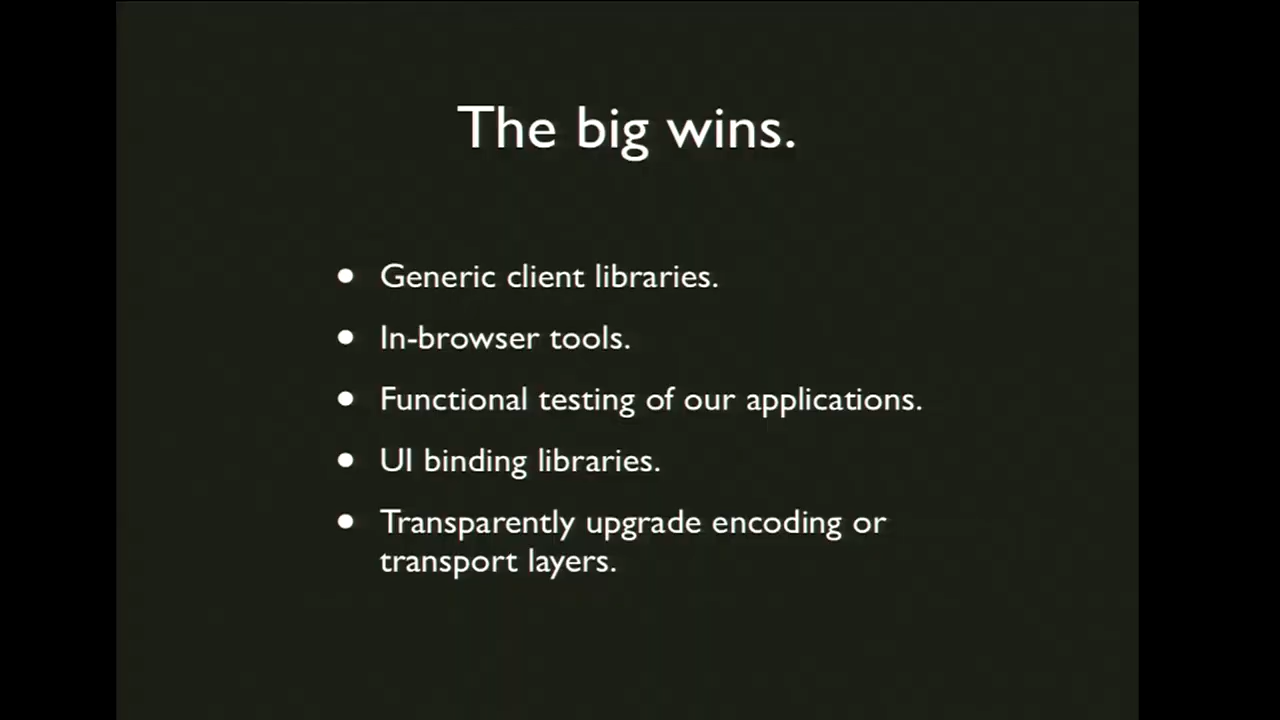 The big wins.
• Generic client libraries.
• In-browser tools.
• Functional testing of our applications.
• UI binding libraries.
• Transparently upgrade encoding or
transport layers.